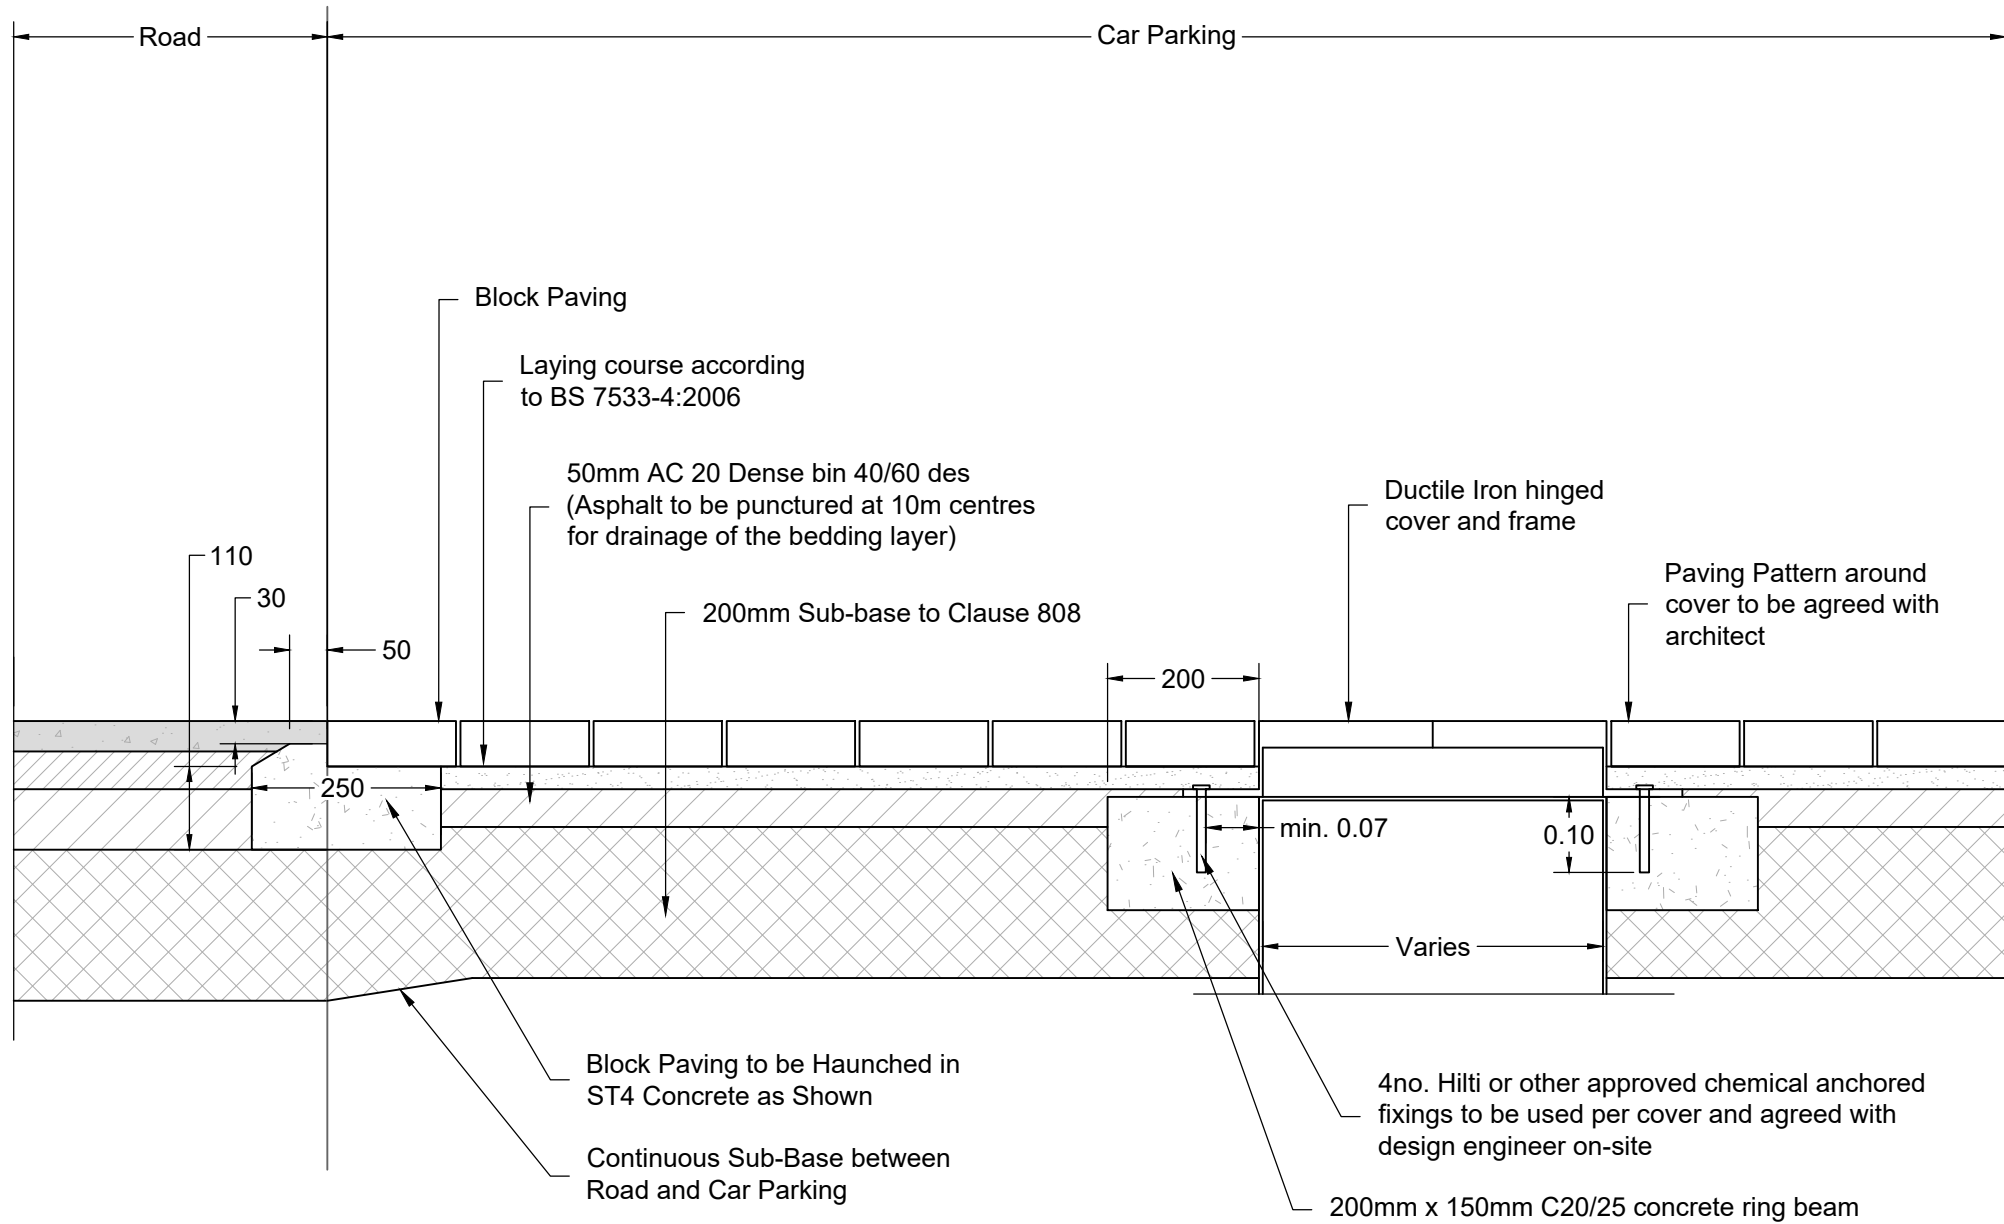 Road
Car Parking
Block Paving
Laying course according
to BS 7533-4:2006
50mm AC 20 Dense bin 40/60 des
(Asphalt to be punctured at 10m centres
for drainage of the bedding layer)
Ductile Iron hinged
cover and frame
110
30
Paving Pattern around
cover to be agreed with
architect
200mm Sub-base to Clause 808
50
200
250
min. 0.07
0.10
Varies
Block Paving to be Haunched in
ST4 Concrete as Shown
4no. Hilti or other approved chemical anchored
fixings to be used per cover and agreed with
design engineer on-site
Continuous Sub-Base between
Road and Car Parking
200mm x 150mm C20/25 concrete ring beam